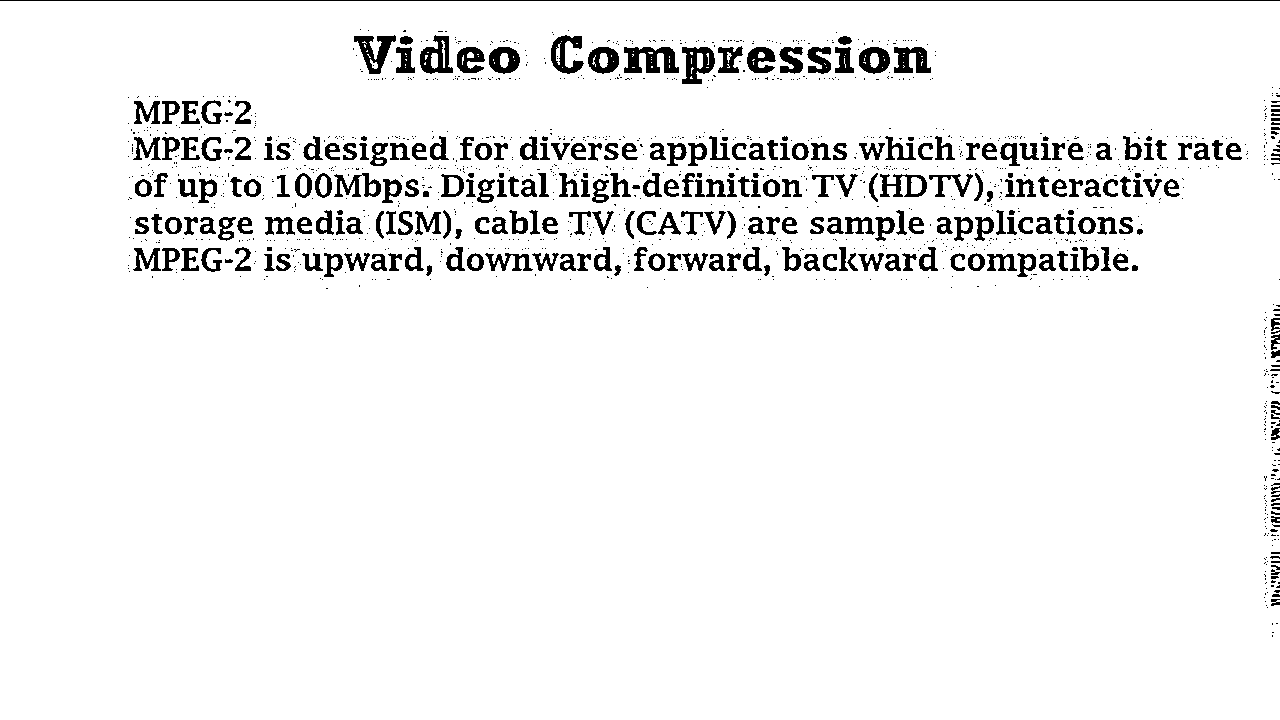 Video Compression
MPEG-2
MPEG-2 is designed for diverse applications which require a bit rate
of up to 100Mbps. Digital high-definition TV (HDTV), interactive
storage media (ISM), cable TV (CATV) are sample applications.
MPEG-2 is upward, downward, forward, backward compatible.